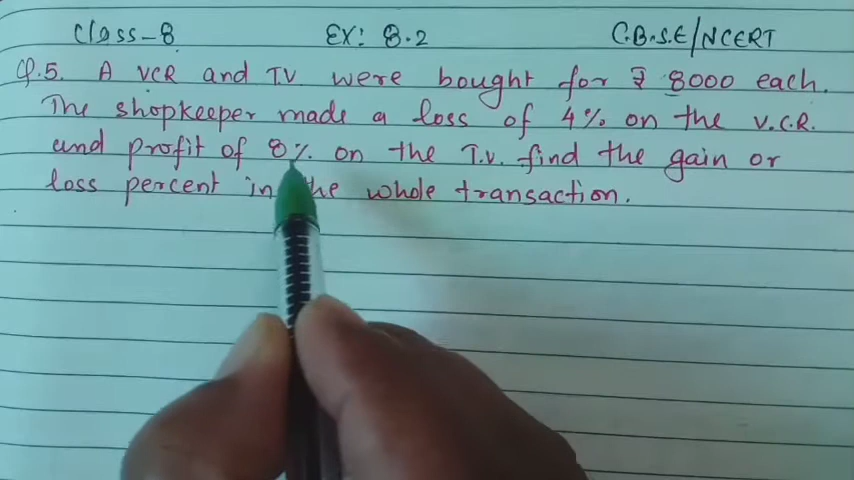 Class-8 EX: 8.2 C.B.S.E/NCERT
Q.5. A VCR and T.V were bought for ₹ 8000 each.
The shopkeeper made a loss of 4% on the V.C.R.
and profit of 8% on the T.V. find the gain or
loss percent in the whole transaction.